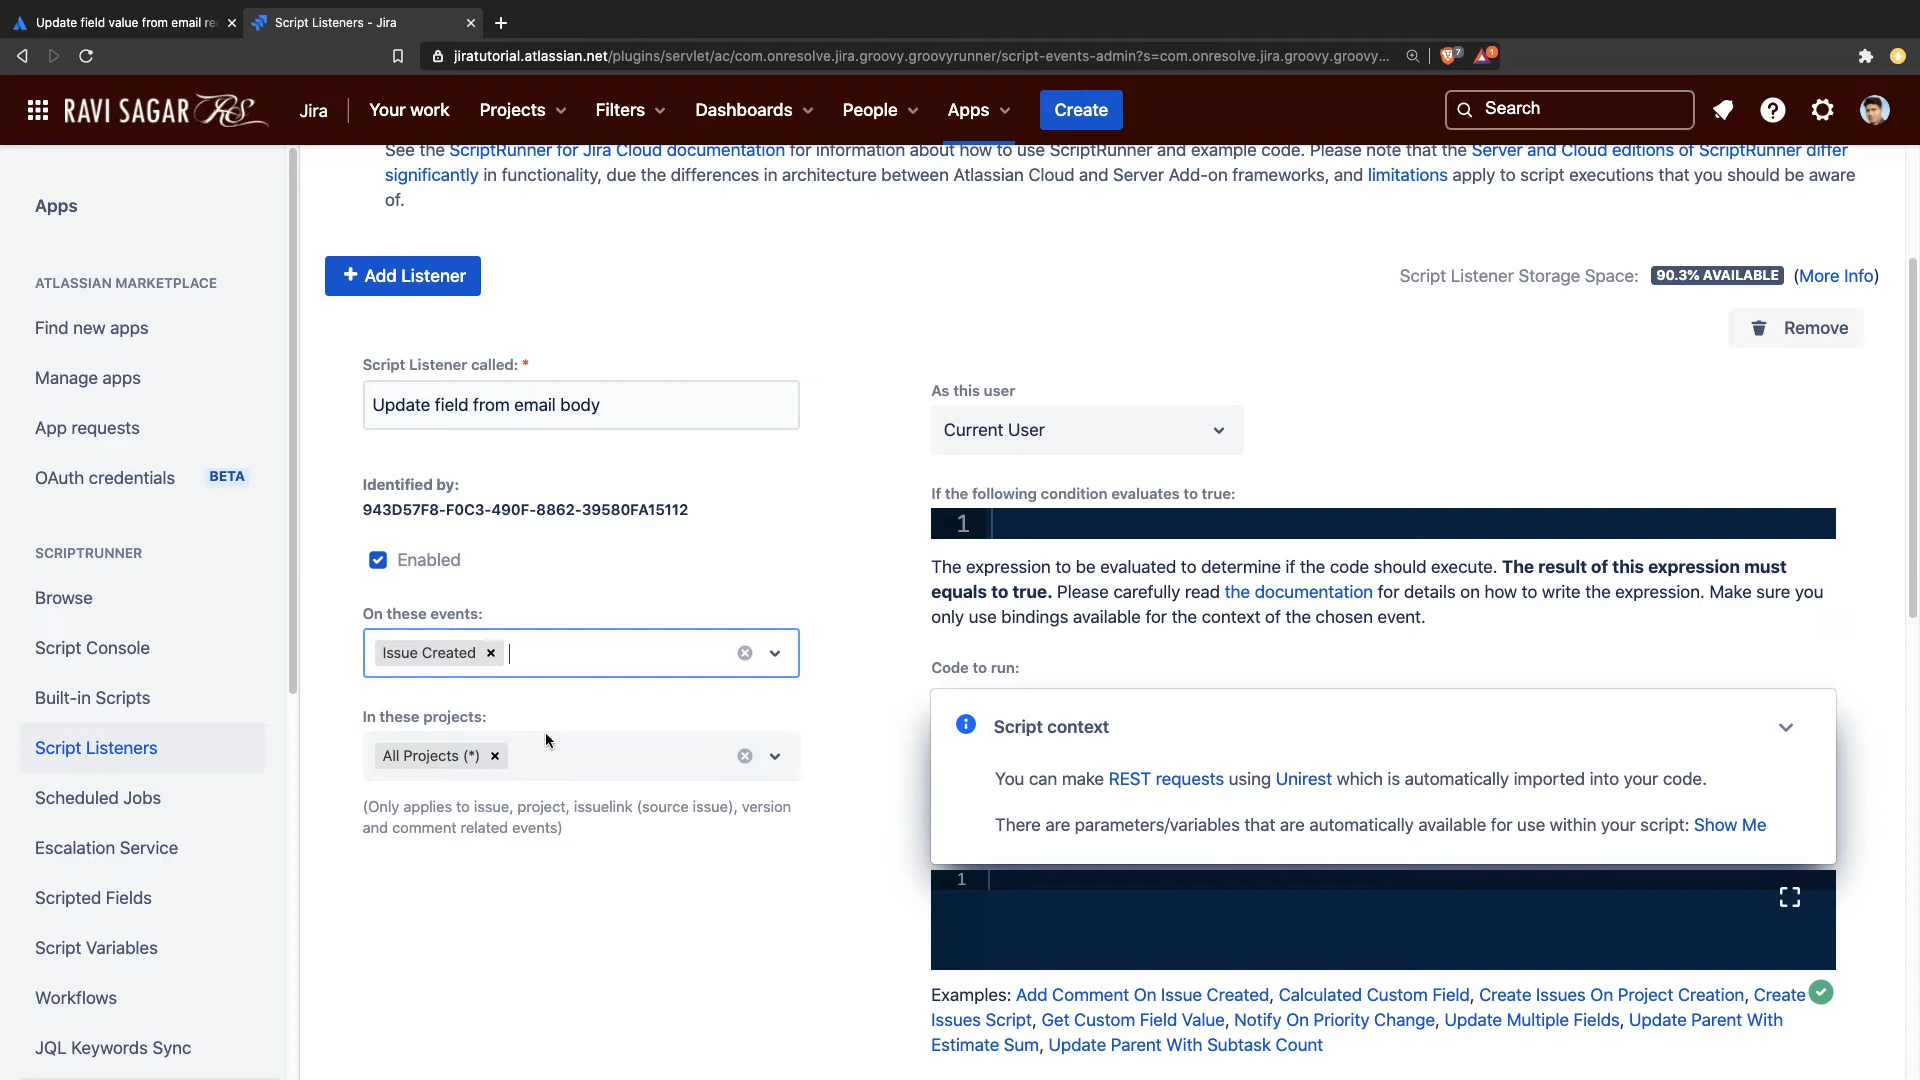 Update field value from email re
Script Listeners - Jira
jiratutorial.atlassian.net/plugins/servlet/ac/com.onresolve.jira.groovy.groovyrunner/script-events-admin?s=com.onresolve.jira.groovy.groovy...
7
1
RAVI SAGAR RS
Jira
Your work
Projects
Filters
Dashboards
People
Apps
Create
Search
Apps
ATLASSIAN MARKETPLACE
Find new apps
Manage apps
App requests
OAuth credentials BETA
SCRIPTRUNNER
Browse
Script Console
Built-in Scripts
Script Listeners
Scheduled Jobs
Escalation Service
Scripted Fields
Script Variables
Workflows
JQL Keywords Sync
See the ScriptRunner for Jira Cloud documentation for information about how to use ScriptRunner and example code. Please note that the Server and Cloud editions of ScriptRunner differ
significantly in functionality, due the differences in architecture between Atlassian Cloud and Server Add-on frameworks, and limitations apply to script executions that you should be aware
of.
+ Add Listener
Script Listener Storage Space: 90.3% AVAILABLE (More Info)
Remove
Script Listener called: *
Update field from email body
Identified by:
943D57F8-F0C3-490F-8862-39580FA15112
Enabled
On these events:
Issue Created ×
In these projects:
All Projects (*) ×
(Only applies to issue, project, issuelink (source issue), version
and comment related events)
As this user
Current User
If the following condition evaluates to true:
1
The expression to be evaluated to determine if the code should execute. The result of this expression must
equals to true. Please carefully read the documentation for details on how to write the expression. Make sure you
only use bindings available for the context of the chosen event.
Code to run:
Script context
You can make REST requests using Unirest which is automatically imported into your code.
There are parameters/variables that are automatically available for use within your script: Show Me
1
Examples: Add Comment On Issue Created, Calculated Custom Field, Create Issues On Project Creation, Create
Issues Script, Get Custom Field Value, Notify On Priority Change, Update Multiple Fields, Update Parent With
Estimate Sum, Update Parent With Subtask Count